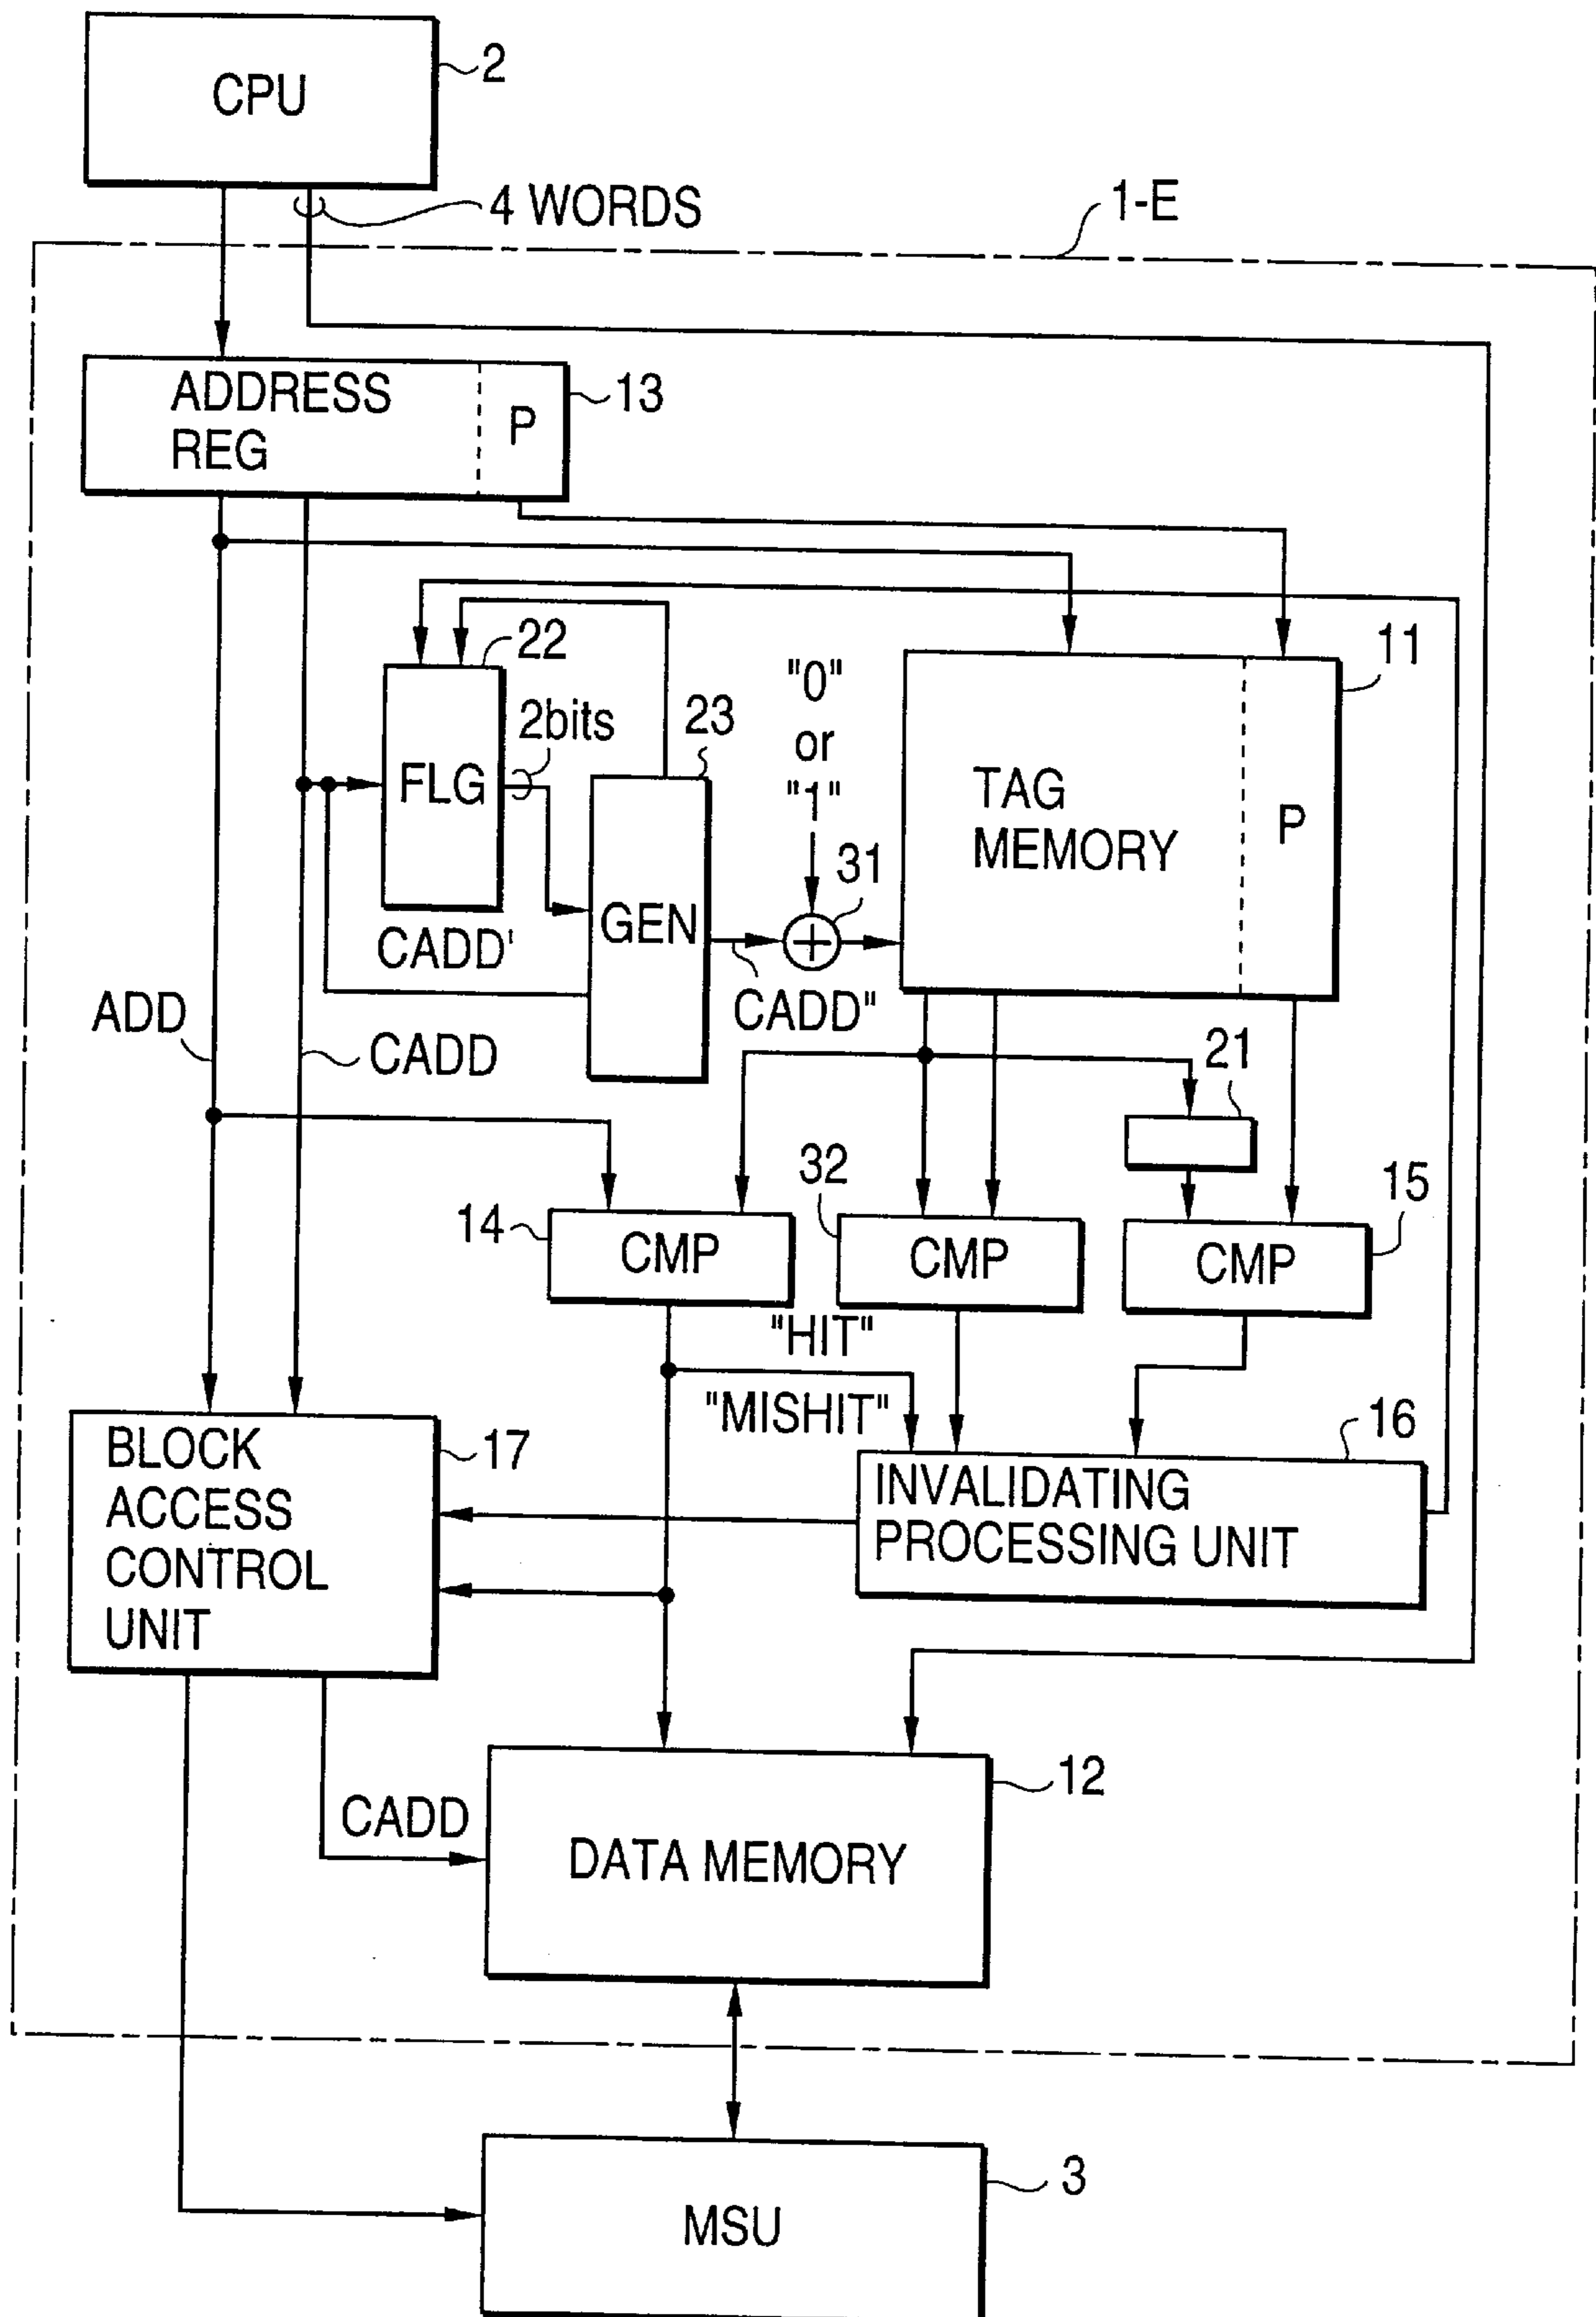 CPU
2
4 WORDS
1-E
ADDRESS
REG
P
13
22
2bits
23
"0"
or
"1"
11
FLG
TAG
MEMORY
P
31
GEN
CADD'
CADD"
ADD
CADD
21
32
14
CMP
CMP
CMP
15
"HIT"
"MISHIT"
16
BLOCK
ACCESS
CONTROL
UNIT
17
INVALIDATING
PROCESSING UNIT
12
CADD
DATA MEMORY
3
MSU